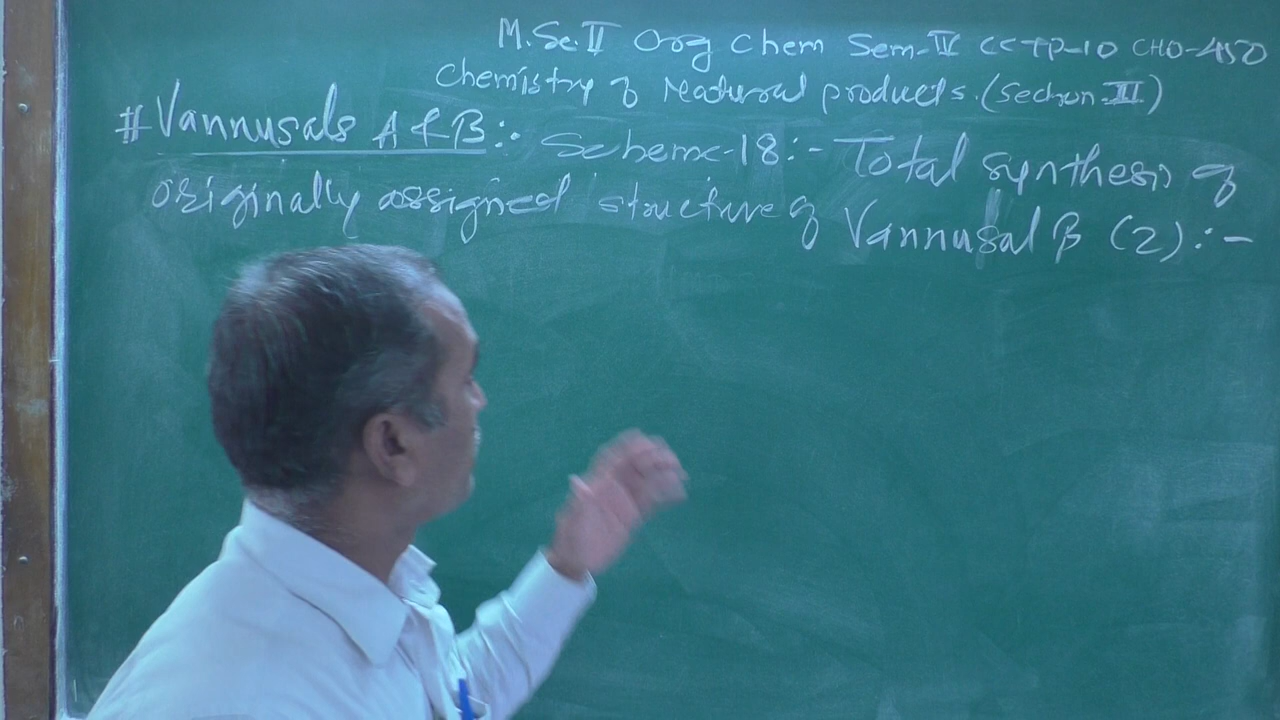 M.Sc.II Org Chem Sem-IV CCTP-10 CHO-450
Chemistry of Natural products.(Section-II)
# Vannusals A & B:- Scheme-18:- Total synthesis of
originally assigned structure of Vannusal B (2):-